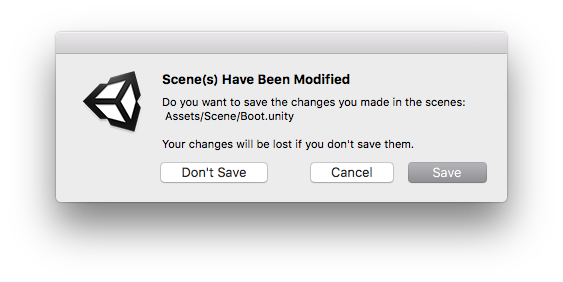 Scene(s) Have Been Modified
Do you want to save the changes you made in the scenes:
Assets/Scene/Boot.unity
Your changes will be lost if you don't save them.
Don't Save Cancel Save